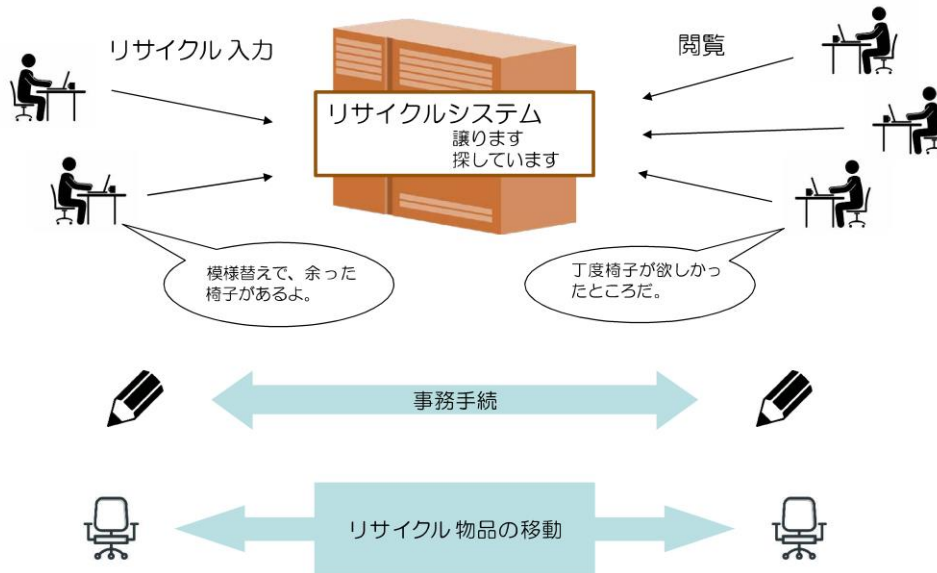 リサイクル入力
閲覧
リサイクルシステム
譲ります
探しています
模様替えで、余った
椅子があるよ。
丁度椅子が欲しかっ
たところだ。
事務手続
リサイクル物品の移動